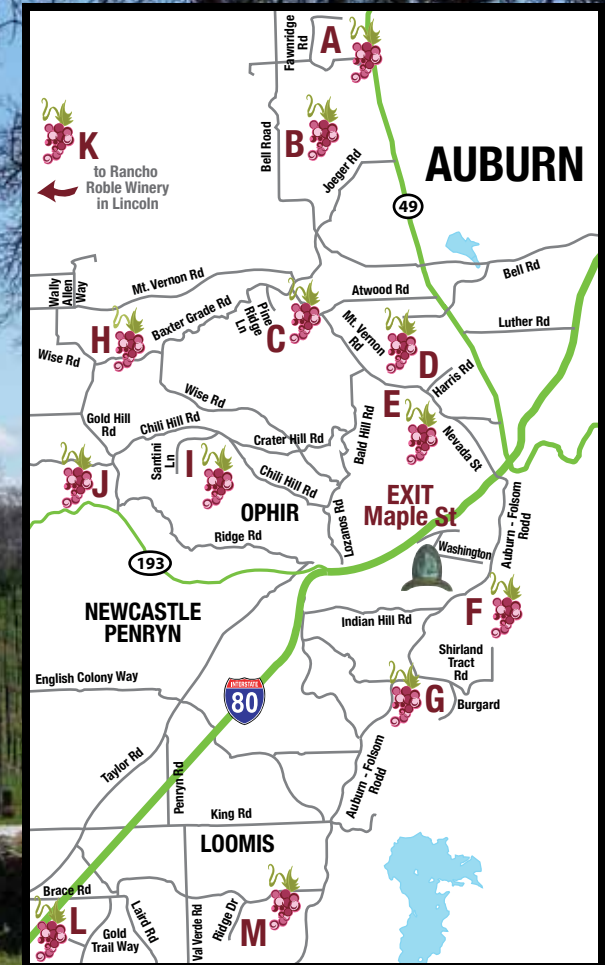 Fawnridge
Rd
A
B
Bell Road
Joeger Rd
AUBURN
K
to Rancho
Roble Winery
in Lincoln
49
Wally
Allen
Way
Mt. Vernon Rd
Bell Rd
Atwood Rd
Luther Rd
Baxter Grade Rd
Pine
Ridge
Ln
C
Mt. Vernon
Rd
D
H
Wise Rd
Harris Rd
Wise Rd
E
Gold Hill
Rd
Chili Hill Rd
Crater Hill Rd
Bald Hill Rd
Nevada St
Santini
Ln
I
Chili Hill Rd
J
OPHIR
Lozanos Rd
EXIT
Maple St
Auburn - Folsom
Rodd
Ridge Rd
Washington
193
NEWCASTLE
PENRYN
Indian Hill Rd
F
Shirland
Tract
Rd
English Colony Way
INTERSTATE
80
G
Burgard
Taylor Rd
Penryn Rd
Auburn - Folsom
Rodd
King Rd
LOOMIS
Brace Rd
L
Gold
Trail Way
Laird Rd
Val Verde Rd
Ridge Dr
M